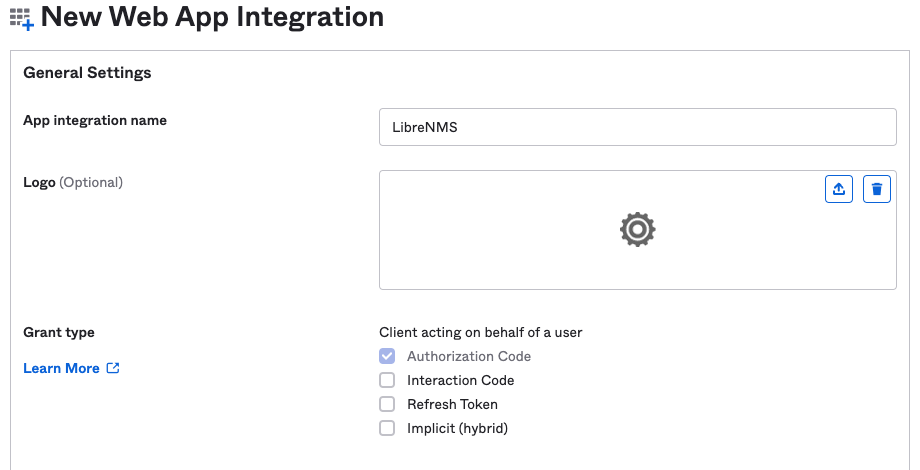 New Web App Integration
General Settings
App integration name
LibreNMS
Logo (Optional)
Grant type
Learn More
Client acting on behalf of a user
Authorization Code
Interaction Code
Refresh Token
Implicit (hybrid)